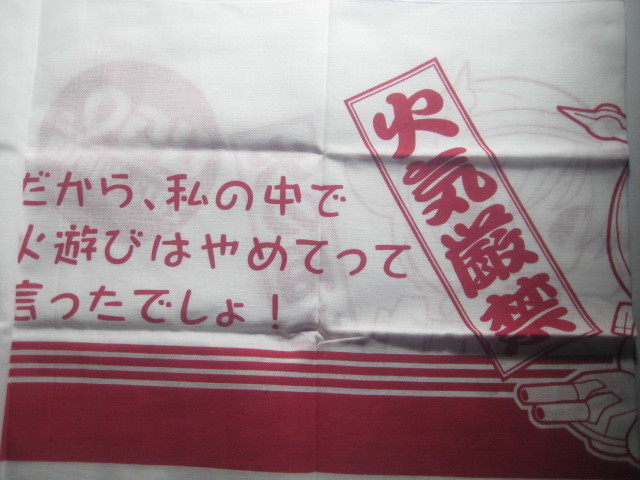 だから、私の中で
火遊びはやめてって
言ったでしょ！
火気厳禁